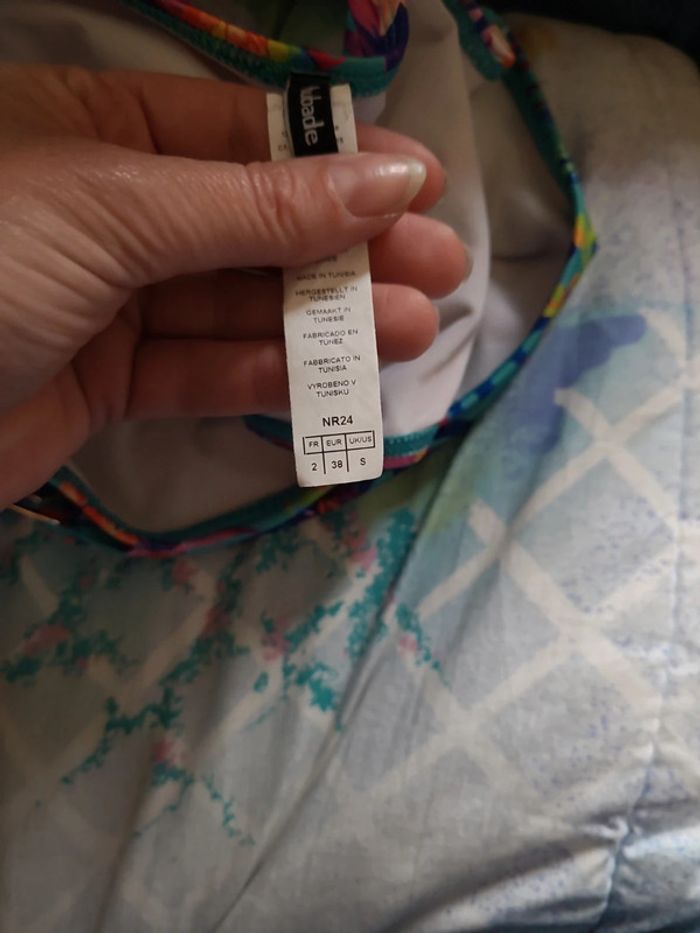 MADE IN TUNISIA
HERGESTELLT IN
TUNESIEN
GEMAAKT IN
TUNESIE
FABRICADO EN
TÚNEZ
FABBRICATO IN
TUNISIA
VYROBENO V
TUNISKU
NR24
FR EUR UK/US
2 38 S